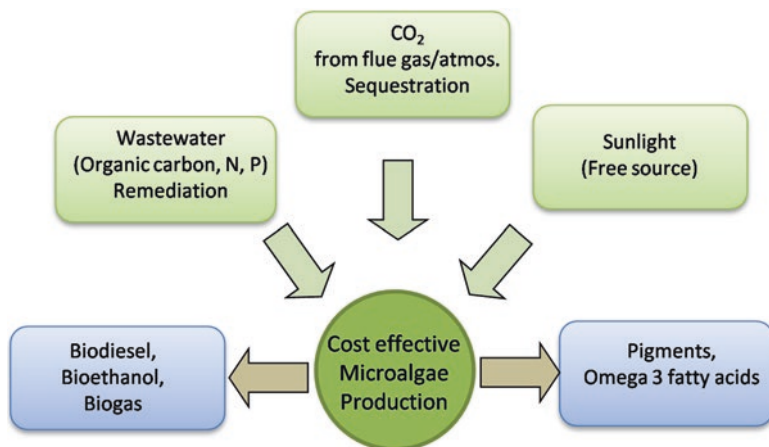 CO₂
from flue gas/atmos.
Sequestration
Wastewater
(Organic carbon, N, P)
Remediation
Sunlight
(Free source)
Biodiesel,
Bioethanol,
Biogas
Cost effective
Microalgae
Production
Pigments,
Omega 3 fatty acids